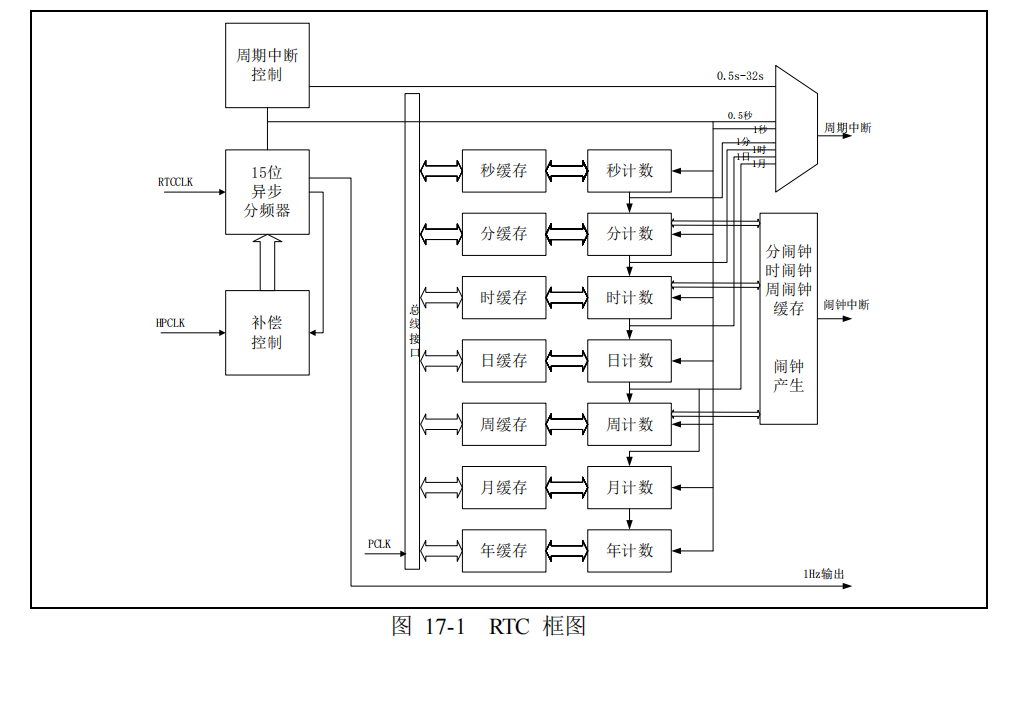 周期中断
控制
0.5s-32s
0.5秒
1秒
周期中断
1分
1时
1日
1月
15位
异步
分频器
RTCCLK
秒缓存
秒计数
分缓存
分计数
分闹钟
时闹钟
周闹钟
缓存
闹钟
产生
闹钟中断
时缓存
时计数
HPCLK
补偿
控制
总
线
接
口
日缓存
日计数
周缓存
周计数
月缓存
月计数
PCLK
年缓存
年计数
1Hz输出
图 17-1 RTC 框图